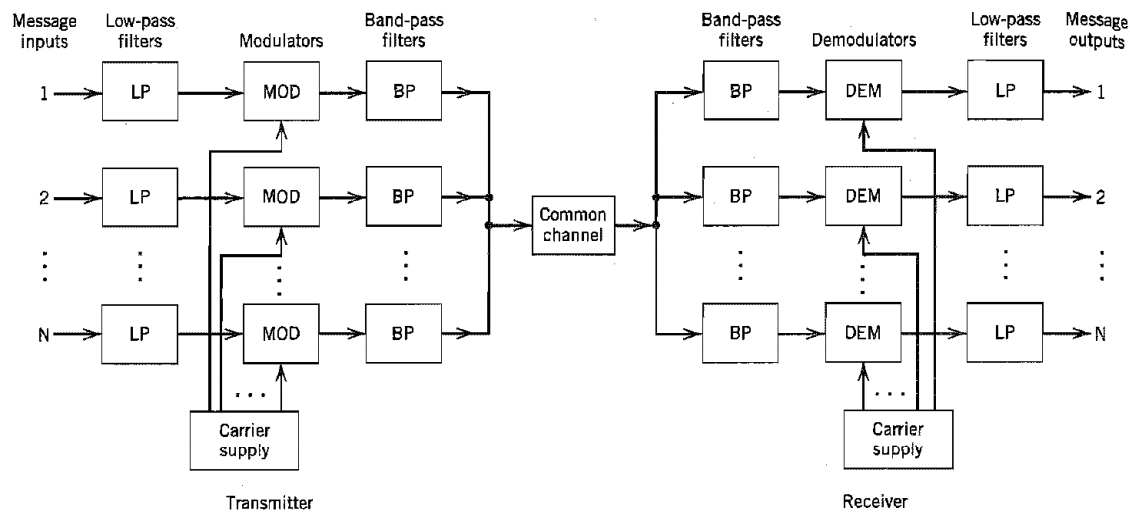 Message
inputs
Low-pass
filters
Modulators
Band-pass
filters
Band-pass
filters
Demodulators
Low-pass
filters
Message
outputs
1
LP
MOD
BP
BP
DEM
LP
1
2
LP
MOD
BP
Common
channel
BP
DEM
LP
2
N
LP
MOD
BP
BP
DEM
LP
N
Carrier
supply
Carrier
supply
Transmitter
Receiver